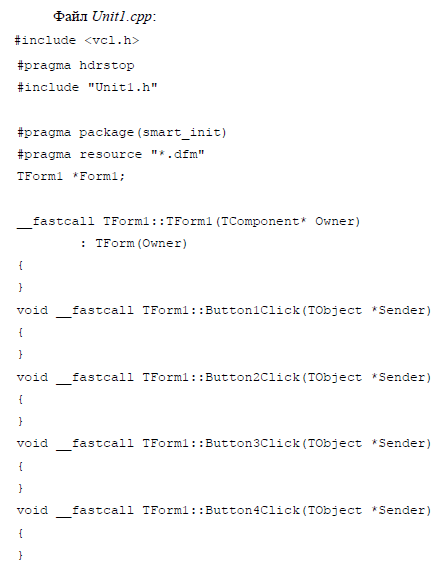 Файл Unit1.cpp:
#include <vcl.h>
#pragma hdrstop
#include "Unit1.h"
#pragma package(smart_init)
#pragma resource "*.dfm"
TForm1 *Form1;
__fastcall TForm1::TForm1(TComponent* Owner)
: TForm(Owner)
{
}
void __fastcall TForm1::Button1Click(TObject *Sender)
{
}
void __fastcall TForm1::Button2Click(TObject *Sender)
{
}
void __fastcall TForm1::Button3Click(TObject *Sender)
{
}
void __fastcall TForm1::Button4Click(TObject *Sender)
{
}